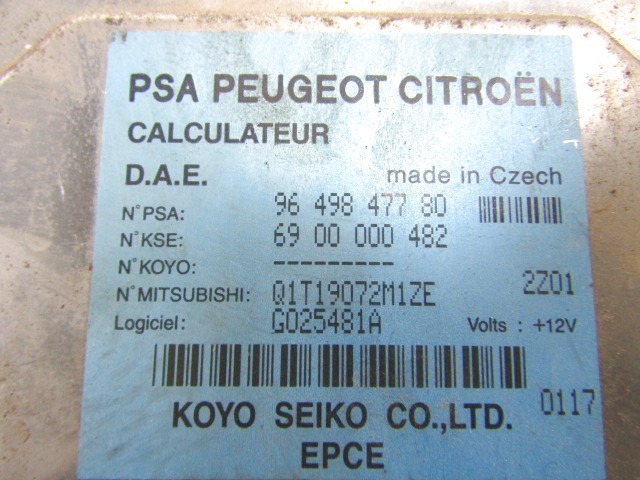 PSA PEUGEOT CITROËN
CALCULATEUR
D.A.E. made in Czech
N°PSA: 96 498 477 80
N°KSE: 69 00 000 482
N°KOYO: ---------
N°MITSUBISHI: Q1T19072M1ZE 2Z01
Logiciel: G025481A Volts : +12V
0117
KOYO SEIKO CO.,LTD.
EPCE